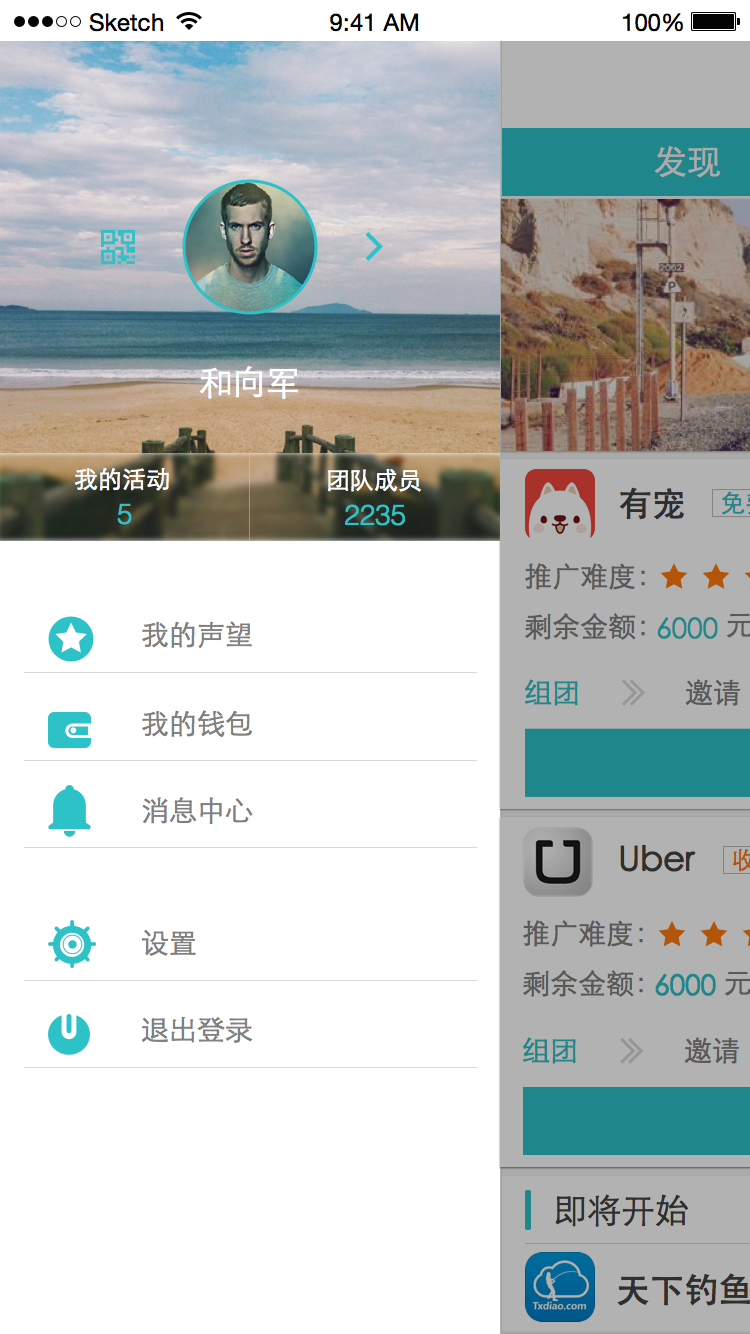 Sketch 9:41 AM 100%
和向军
我的活动
5
团队成员
2235
我的声望
我的钱包
消息中心
设置
退出登录
发现
2062
P
有宠
免
推广难度：
剩余金额：6000 元
组团 邀请
Uber
收
推广难度：
剩余金额：6000 元
组团 邀请
即将开始
Txdiao.com
天下钓鱼